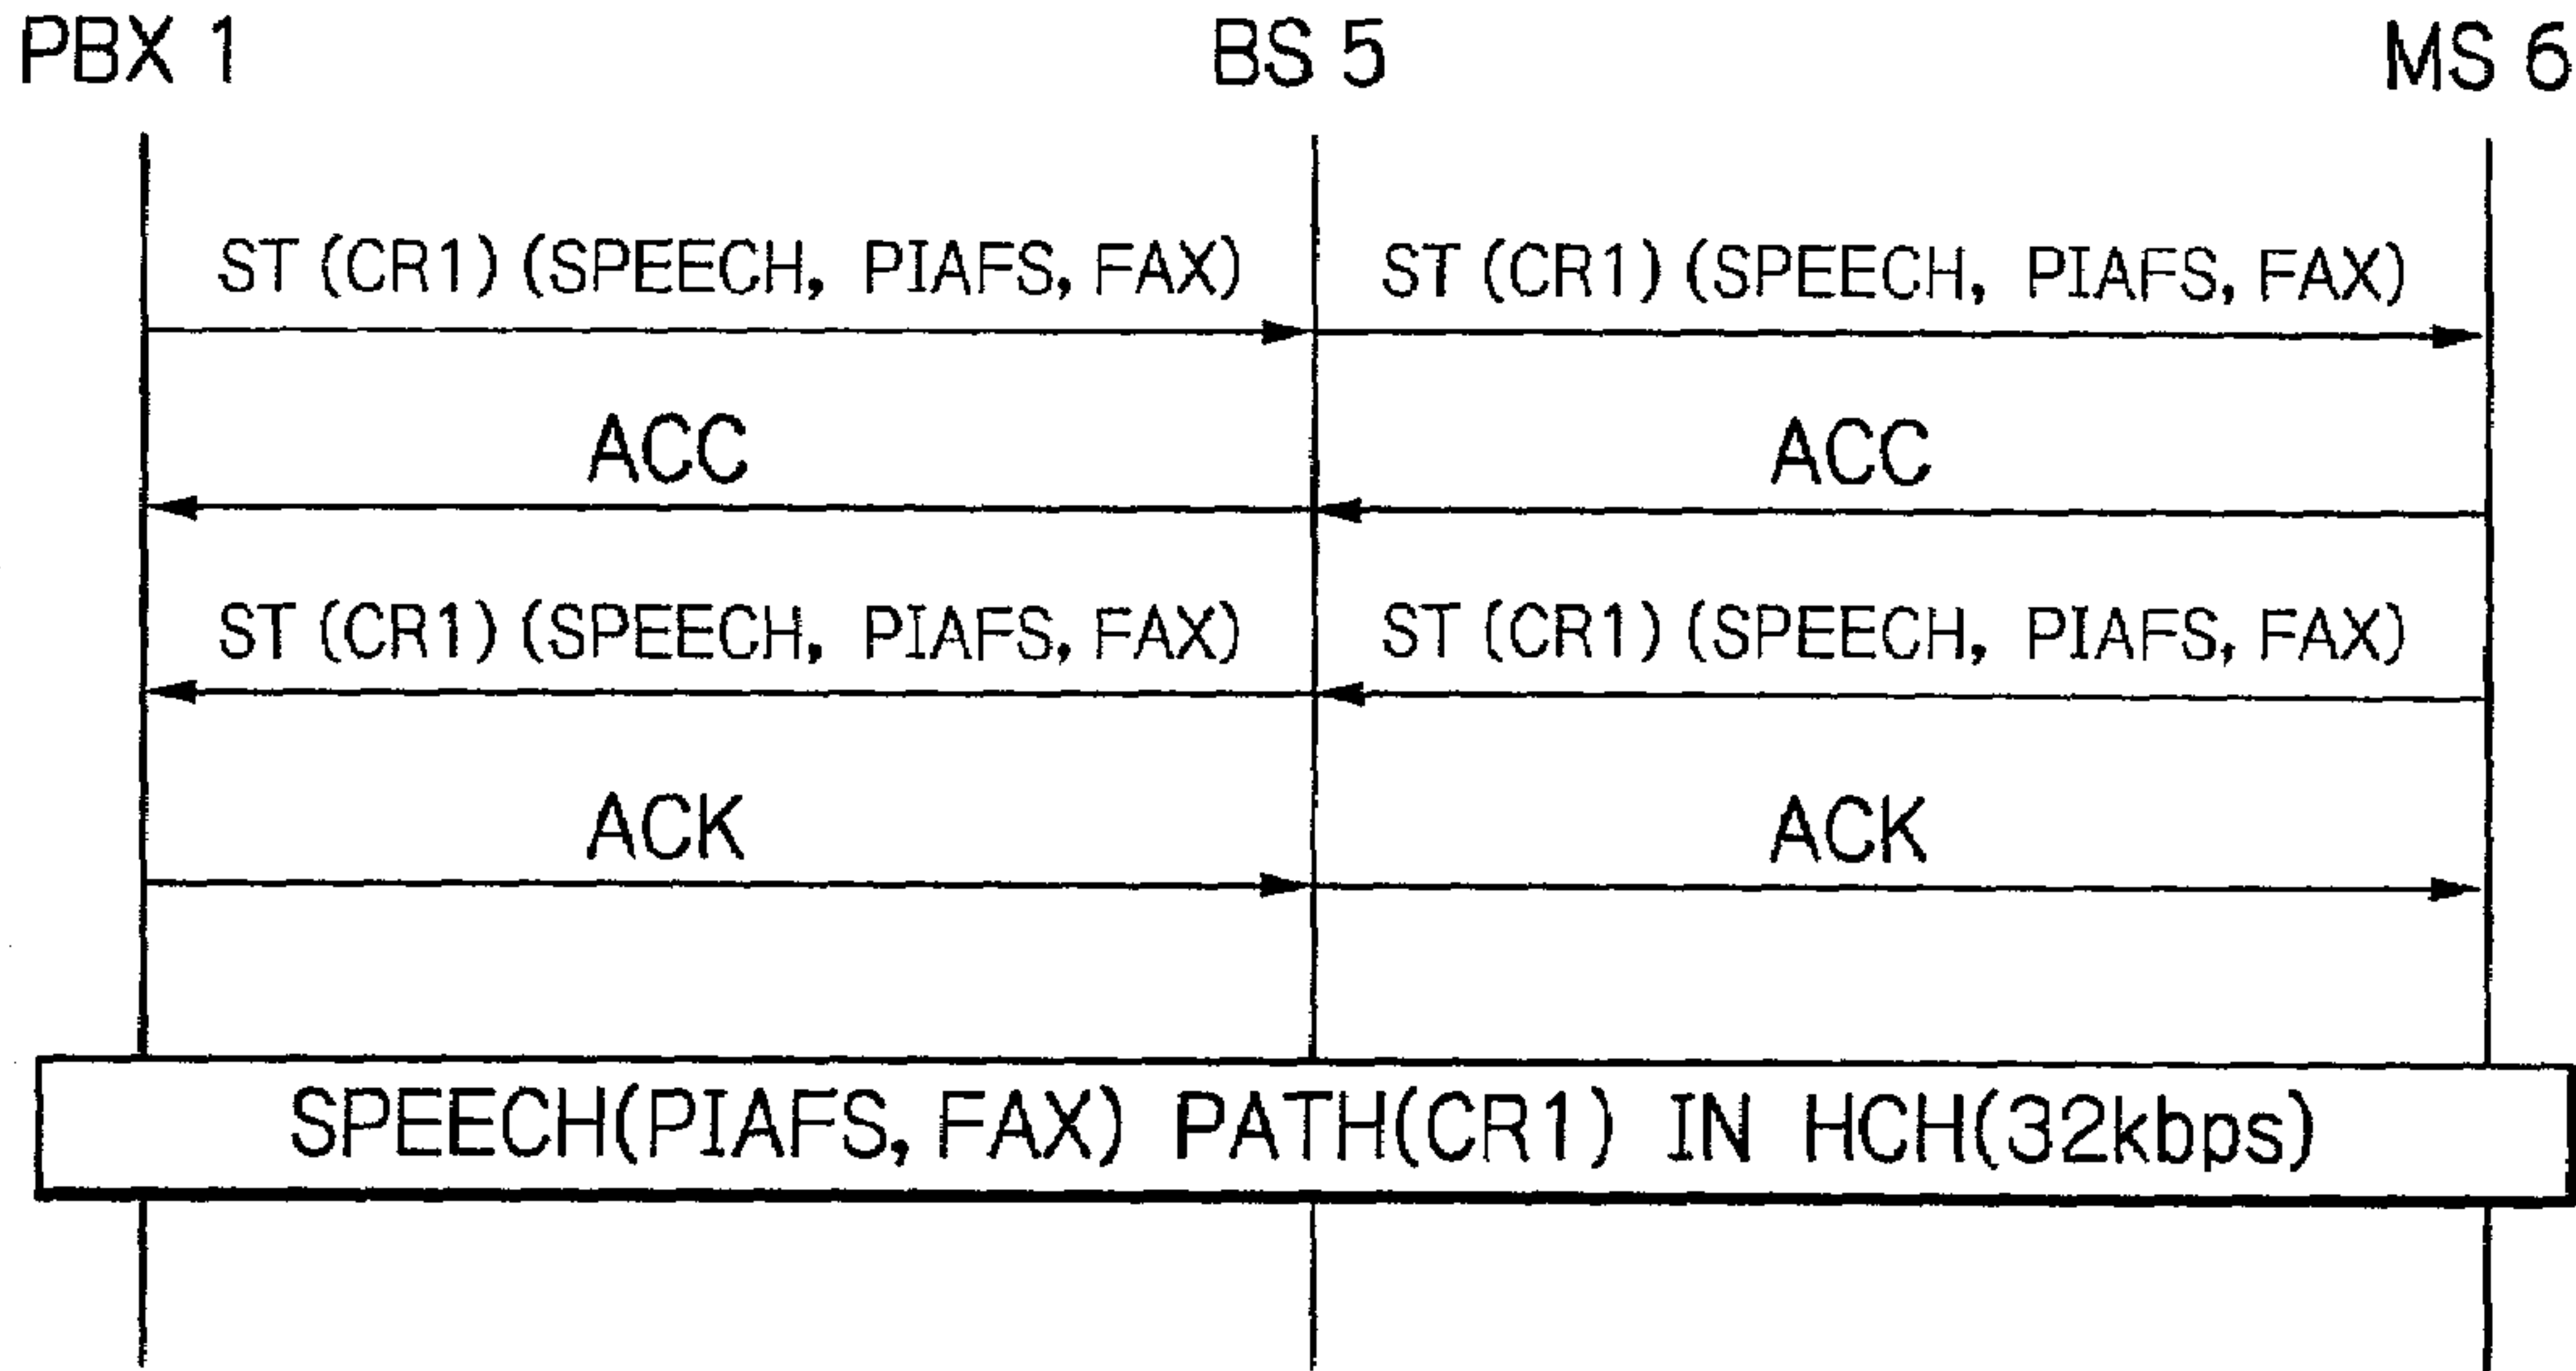 PBX 1 BS 5 MS 6
ST (CR1) (SPEECH, PIAFS, FAX) ST (CR1) (SPEECH, PIAFS, FAX)
ACC ACC
ST (CR1) (SPEECH, PIAFS, FAX) ST (CR1) (SPEECH, PIAFS, FAX)
ACK ACK
SPEECH(PIAFS, FAX) PATH(CR1) IN HCH(32kbps)